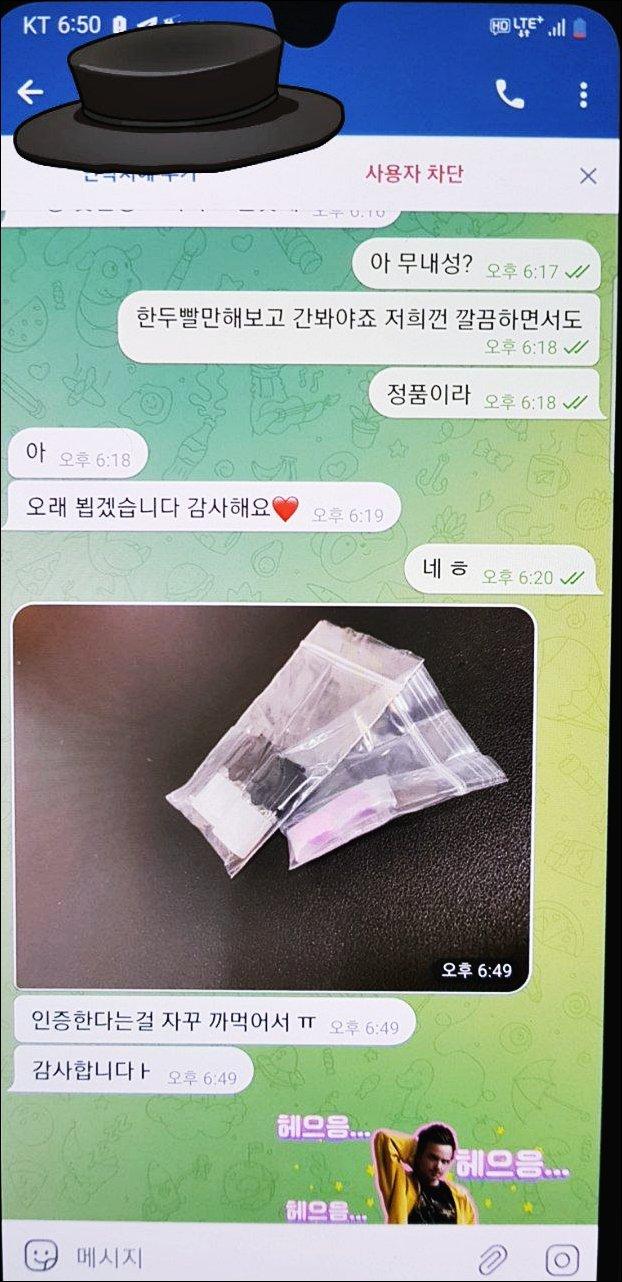 KT 6:50
HD LTE+
사용자 차단
오후 6:16
아 무내성? 오후 6:17
한두빨만해보고 간봐야죠 저희껀 깔끔하면서도
오후 6:18
정품이라 오후 6:18
아 오후 6:18
오래 뵙겠습니다 감사해요❤️ 오후 6:19
네 ㅎ 오후 6:20
오후 6:49
인증한다는걸 자꾸 까먹어서 ㅠ 오후 6:49
감사합니다ㅏ 오후 6:49
헤으응...
헤으응...
헤으응...
메시지